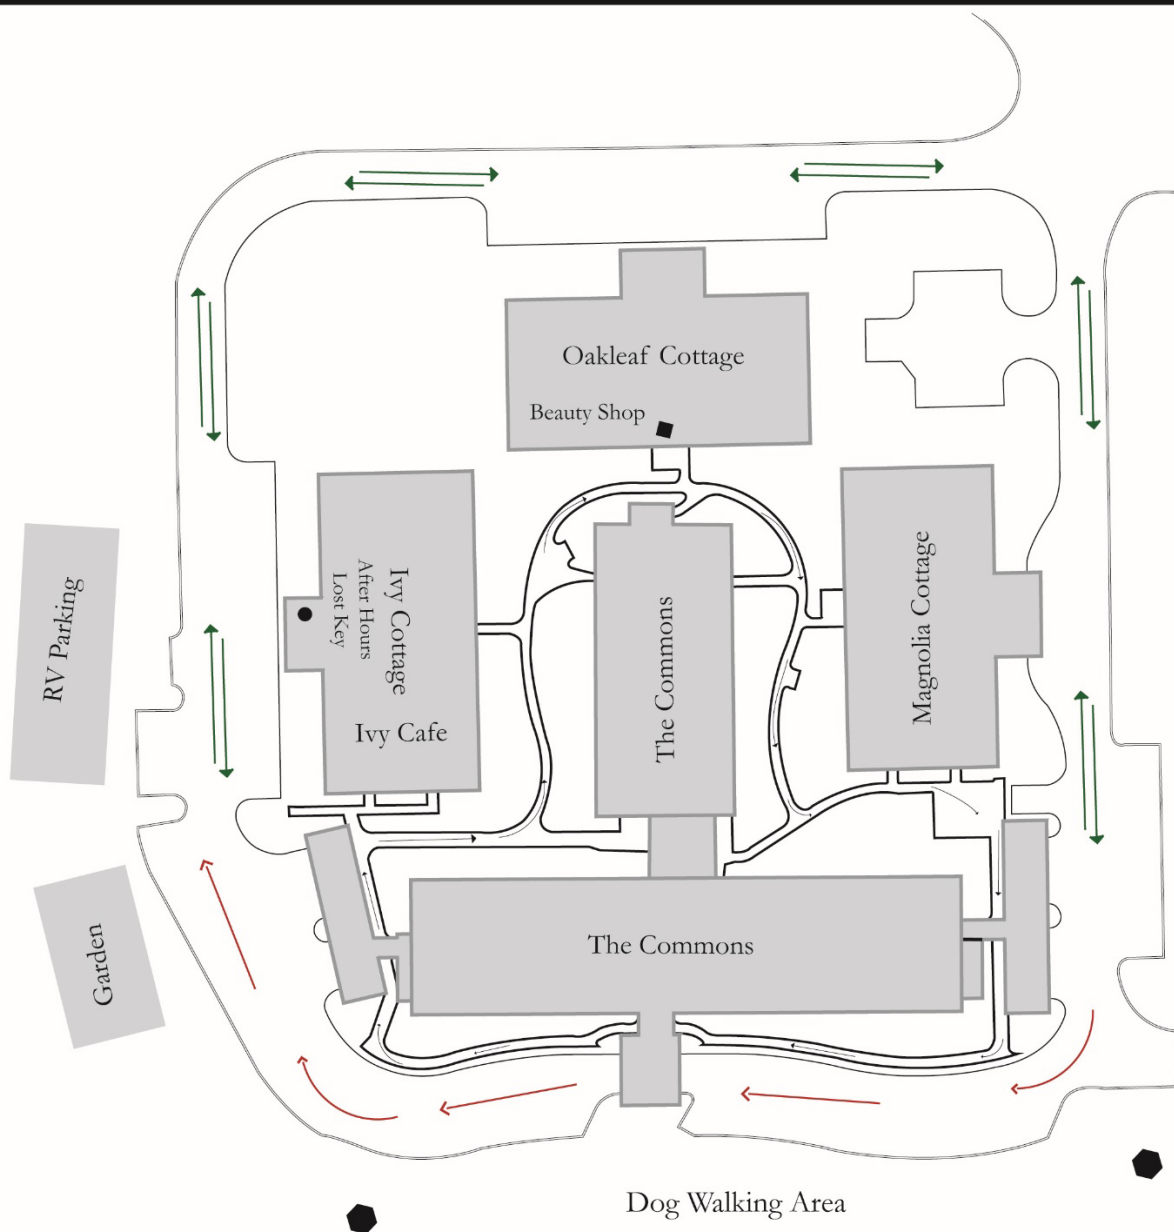 Oakleaf Cottage
Beauty Shop
Ivy Cottage
After Hours
Lost Key
Ivy Cafe
The Commons
Magnolia Cottage
RV Parking
Garden
The Commons
Dog Walking Area